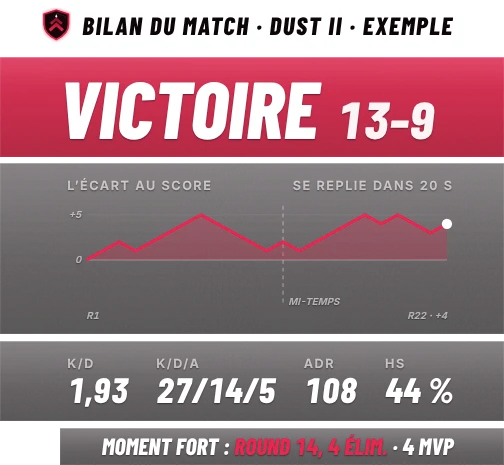 BILAN DU MATCH · DUST II · EXEMPLE
VICTOIRE 13–9
L'ÉCART AU SCORE SE REPLIE DANS 20 S
+5
0
MI-TEMPS
R1 R22 · +4
K/D K/D/A ADR HS
1,93 27/14/5 108 44 %
MOMENT FORT : ROUND 14, 4 ÉLIM. · 4 MVP